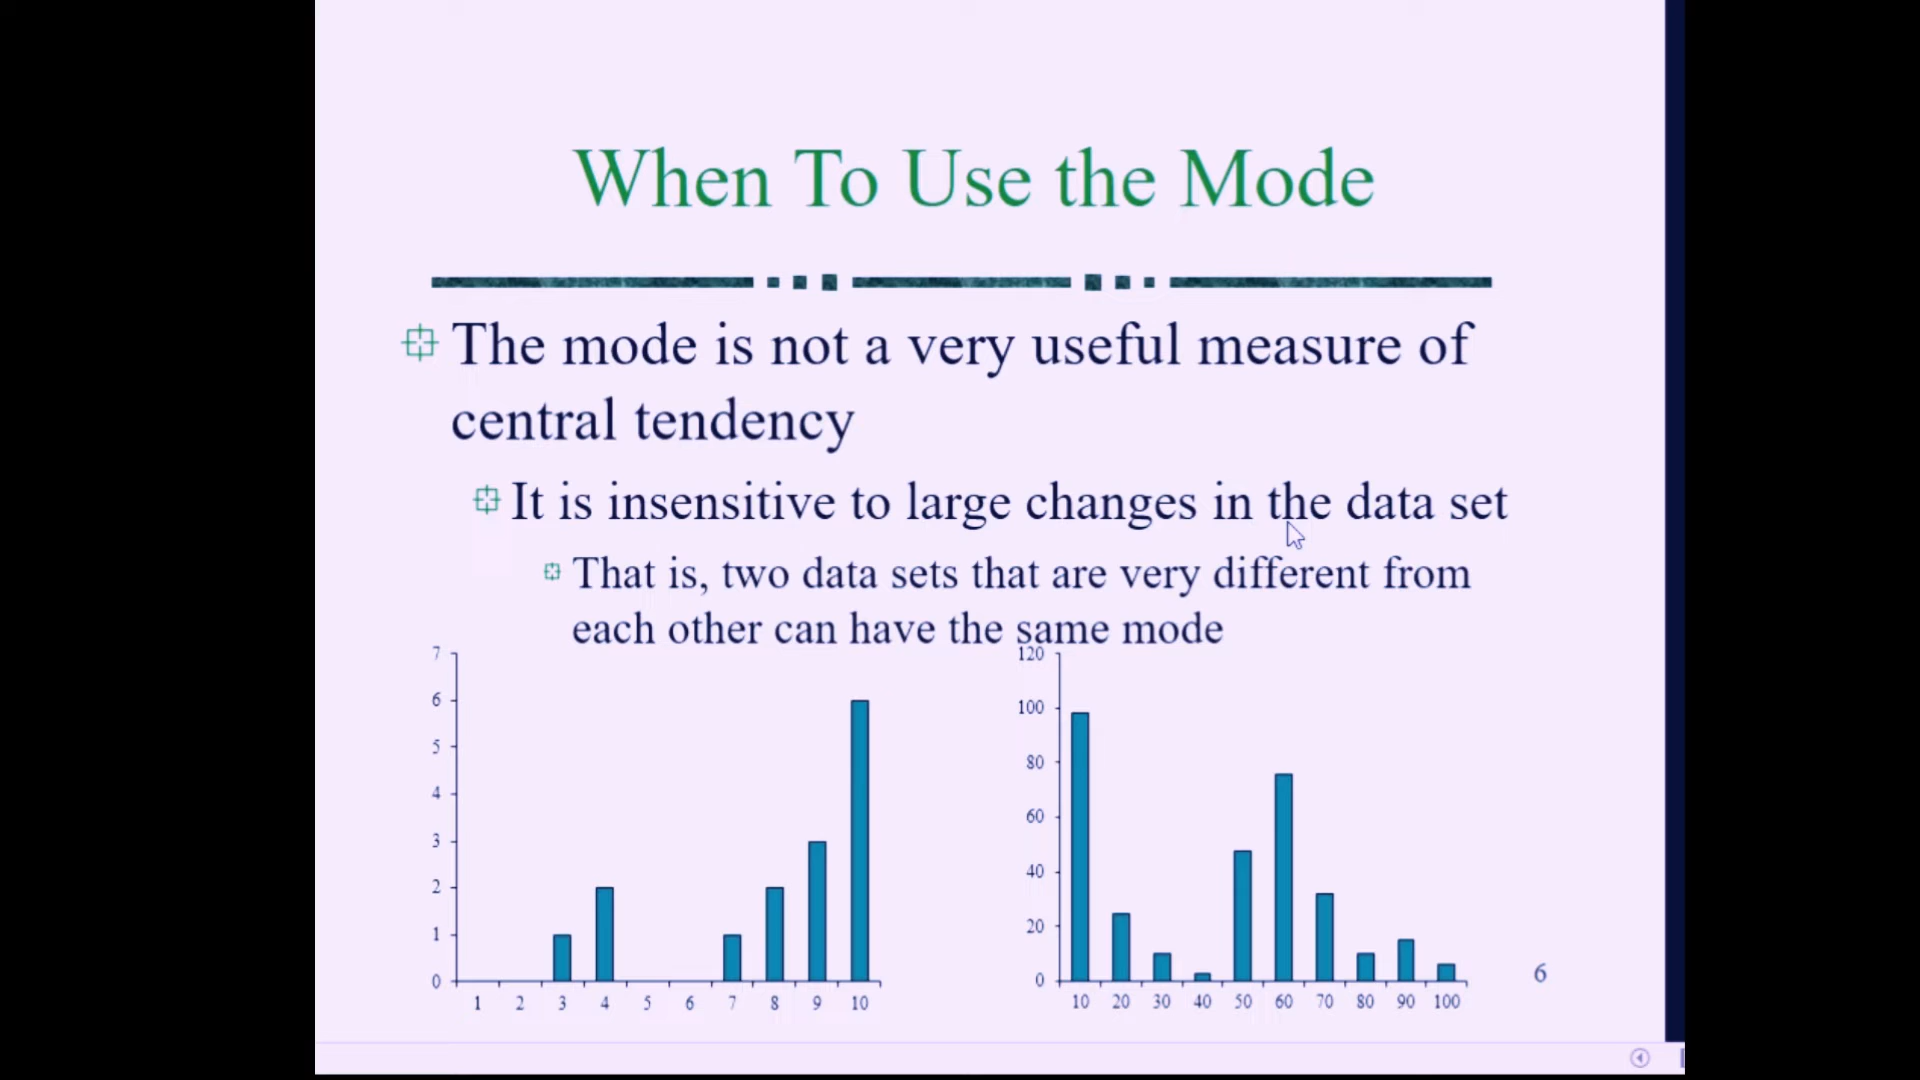 When To Use the Mode
The mode is not a very useful measure of
central tendency
It is insensitive to large changes in the data set
That is, two data sets that are very different from
each other can have the same mode
7
6
5
4
3
2
1
0
1 2 3 4 5 6 7 8 9 10
120
100
80
60
40
20
0
10 20 30 40 50 60 70 80 90 100
6